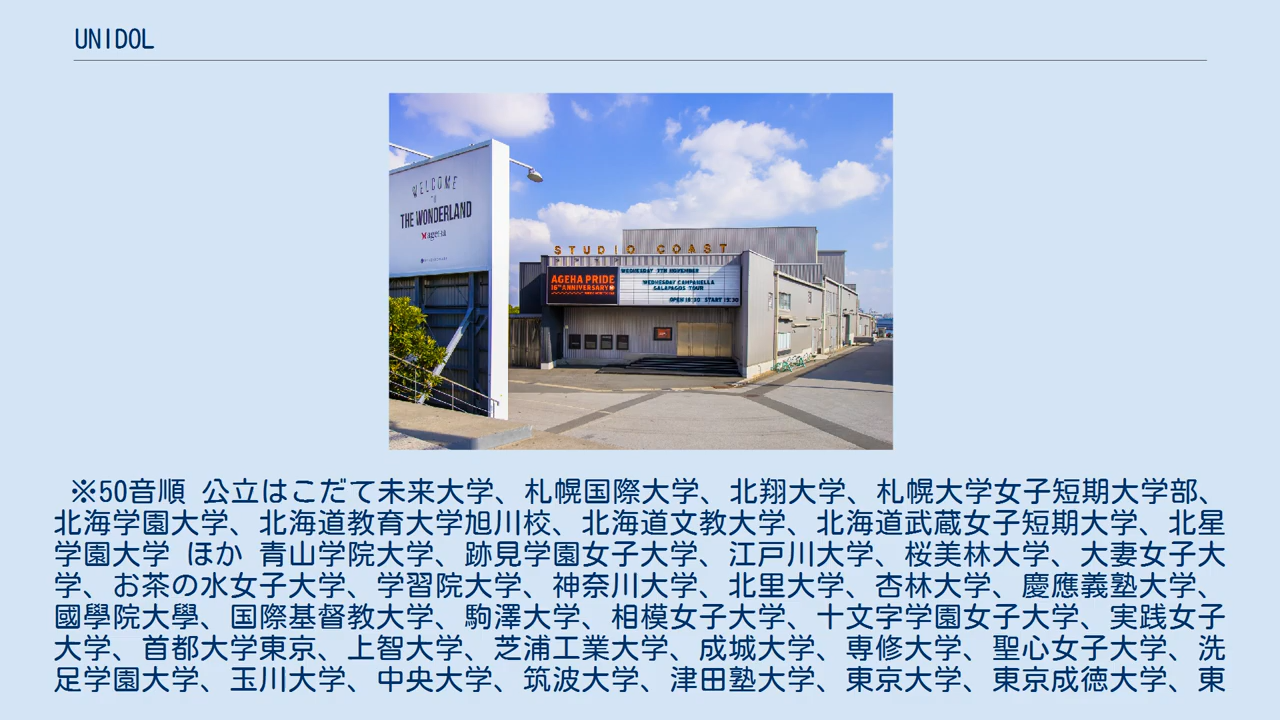 UNIDOL
WELCOME
TO
THE WONDERLAND
ageHa
STUDIO COAST
AGEHA PRIDE
16TH ANNIVERSARY
WEDNESDAY 7TH NOVEMBER
WEDNESDAY CAMPANELLA
GALAPAGOS TOUR
OPEN 18:30 START 19:30
※50音順 公立はこだて未来大学、札幌国際大学、北翔大学、札幌大学女子短期大学部、
北海学園大学、北海道教育大学旭川校、北海道文教大学、北海道武蔵女子短期大学、北星
学園大学 ほか 青山学院大学、跡見学園女子大学、江戸川大学、桜美林大学、大妻女子大
学、お茶の水女子大学、学習院大学、神奈川大学、北里大学、杏林大学、慶應義塾大学、
國學院大學、国際基督教大学、駒澤大学、相模女子大学、十文字学園女子大学、実践女子
大学、首都大学東京、上智大学、芝浦工業大学、成城大学、専修大学、聖心女子大学、洗
足学園大学、玉川大学、中央大学、筑波大学、津田塾大学、東京大学、東京成徳大学、東